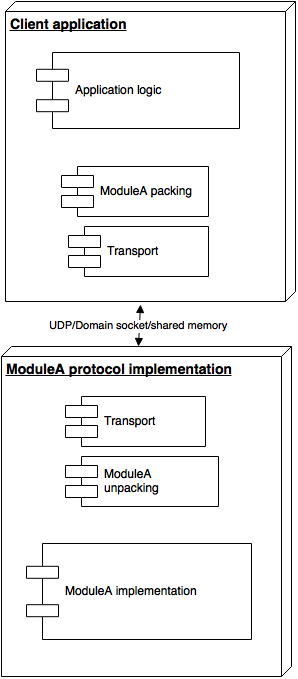 Client application
Application logic
ModuleA packing
Transport
UDP/Domain socket/shared memory
ModuleA protocol implementation
Transport
ModuleA
unpacking
ModuleA implementation